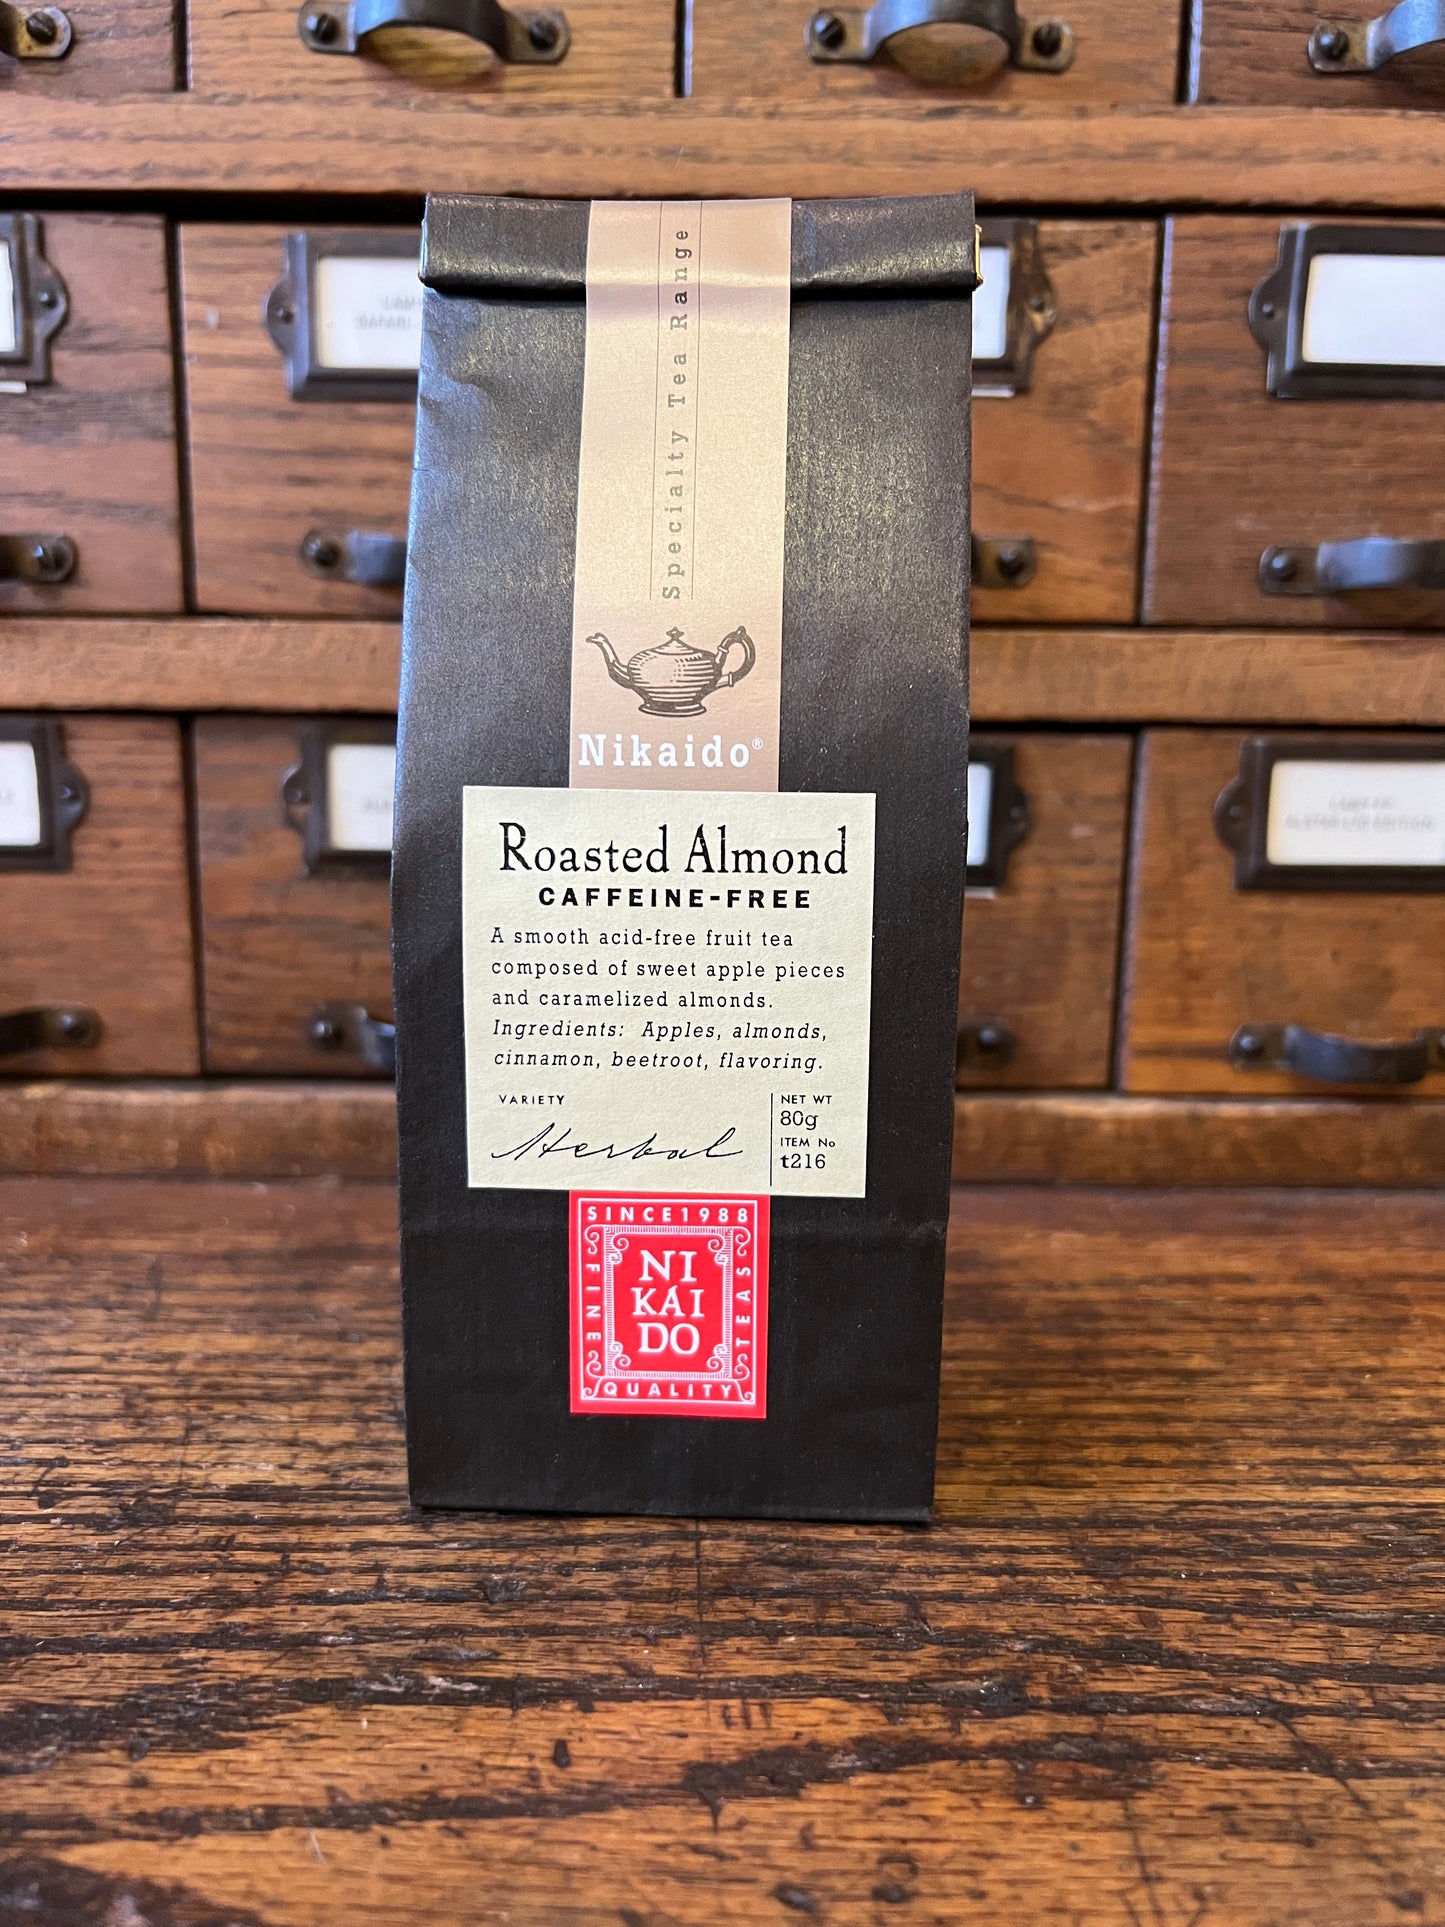 Specialty Tea Range
Nikaido®
Roasted Almond
CAFFEINE-FREE
A smooth acid-free fruit tea
composed of sweet apple pieces
and caramelized almonds.
Ingredients: Apples, almonds,
cinnamon, beetroot, flavoring.
VARIETY
Herbal
NET WT
80g
ITEM No
t216
SINCE 1988
FINE
NI
KAI
DO
TEAS
QUALITY